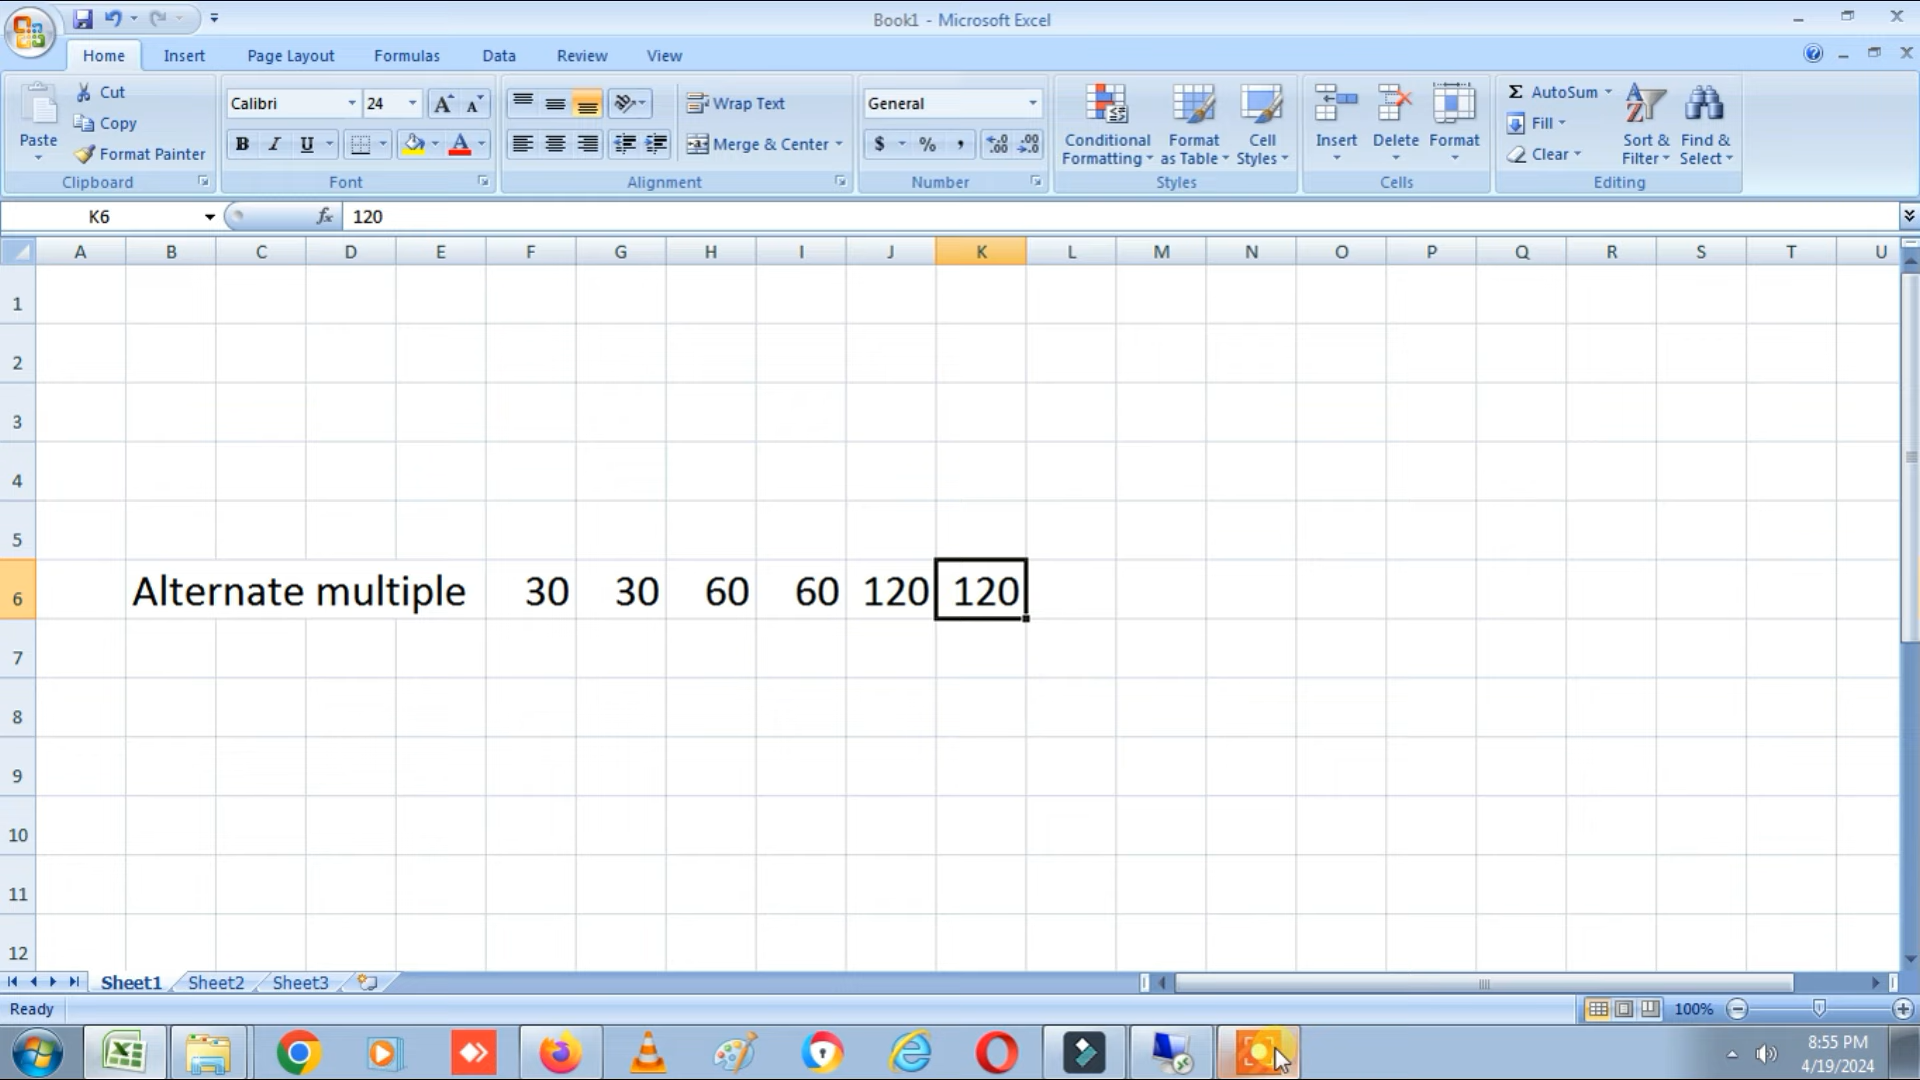 Book1 - Microsoft Excel
Home Insert Page Layout Formulas Data Review View
Paste
Cut
Copy
Format Painter
Clipboard
Calibri 24
B I U
Font
Wrap Text
Merge & Center
Alignment
General
$ % ,
Number
Conditional Formatting
Format as Table
Cell Styles
Styles
Insert Delete Format
Cells
Σ AutoSum
Fill
Clear
Sort & Filter
Find & Select
Editing
K6 fx 120
A B C D E F G H I J K L M N O P Q R S T U
1
2
3
4
5
6 Alternate multiple 30 30 60 60 120 120
7
8
9
10
11
12
Sheet1 Sheet2 Sheet3
Ready 100%
8:55 PM
4/19/2024